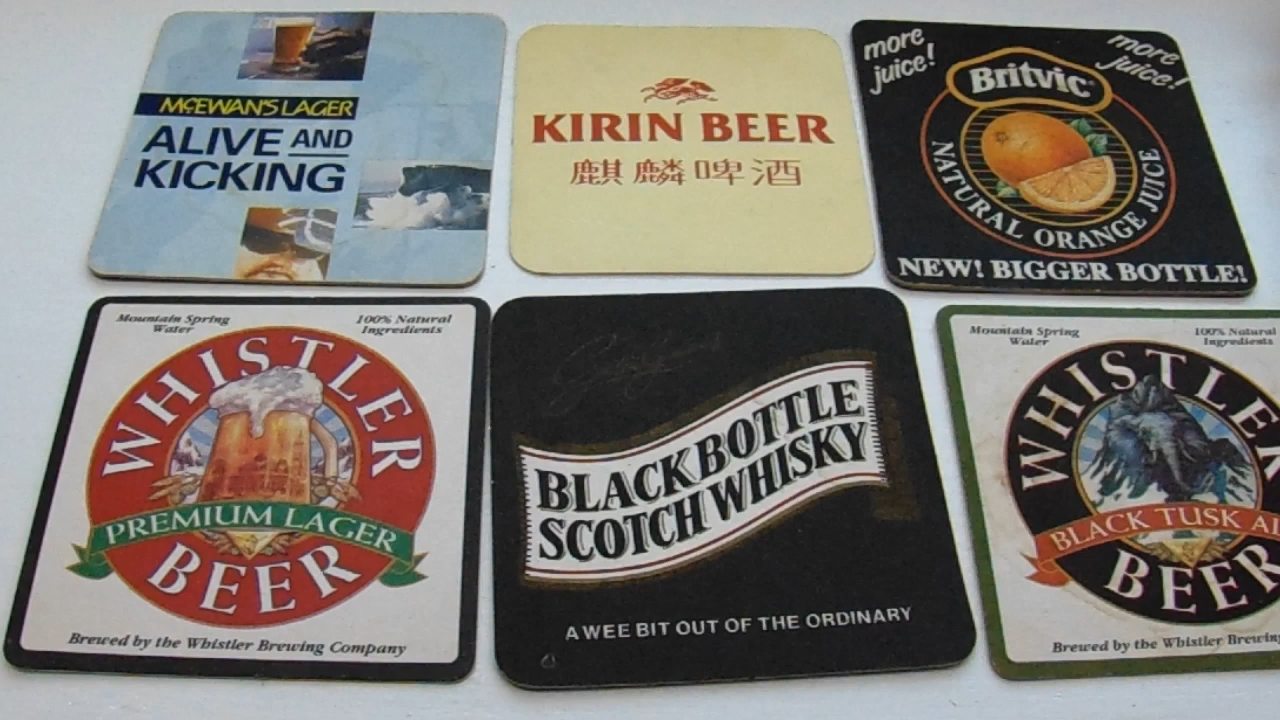 McEWAN'S LAGER
ALIVE AND
KICKING
KIRIN BEER
麒麟啤酒
more juice!
more juice!
Britvic
NATURAL ORANGE JUICE
NEW! BIGGER BOTTLE!
Mountain Spring
Water
100% Natural
Ingredients
WHISTLER
PREMIUM LAGER
BEER
Brewed by the Whistler Brewing Company
BLACK BOTTLE
SCOTCH WHISKY
A WEE BIT OUT OF THE ORDINARY
Mountain Spring
Water
100% Natural
Ingredients
WHISTLER
BLACK TUSK
BEER
Brewed by the Whistler Brewing